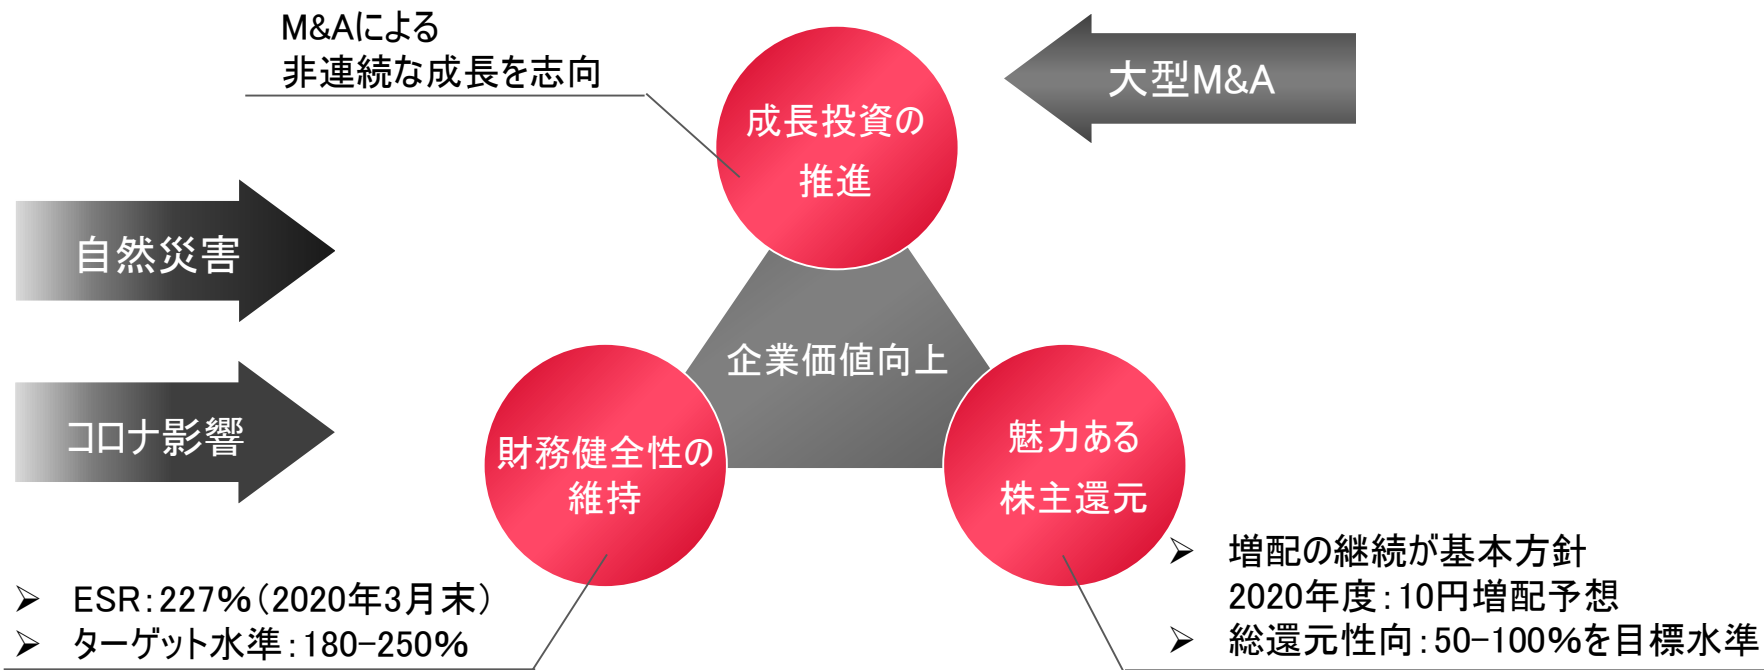 M&Aによる
非連続な成長を志向
大型M&A
成長投資の
推進
自然災害
コロナ影響
企業価値向上
財務健全性の
維持
魅力ある
株主還元
➢ ESR：227%（2020年3月末）
➢ ターゲット水準：180-250%
➢ 増配の継続が基本方針
2020年度：10円増配予想
➢ 総還元性向：50-100%を目標水準